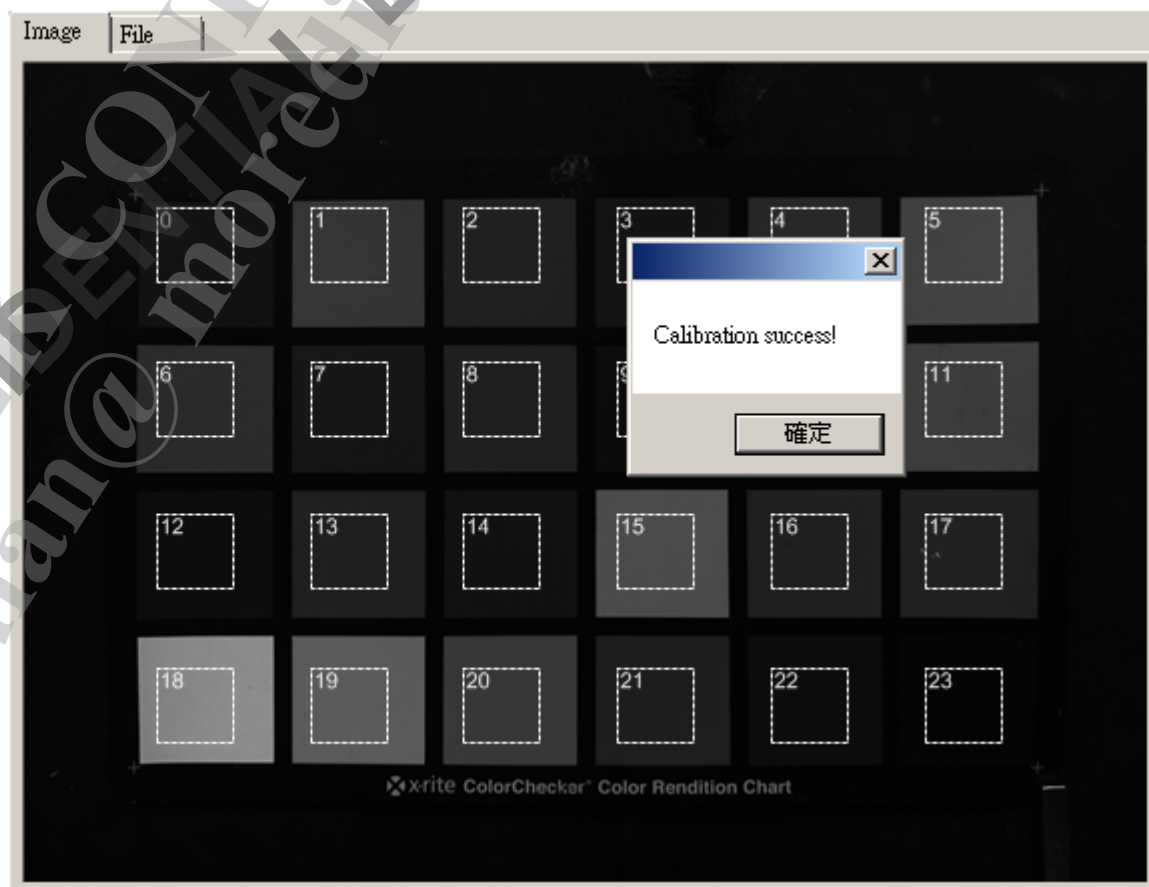 Image File
0 1 2 3 4 5
Calibration success!
6 7 8 9 11
確定
12 13 14 15 16 17
18 19 20 21 22 23
x-rite ColorChecker® Color Rendition Chart